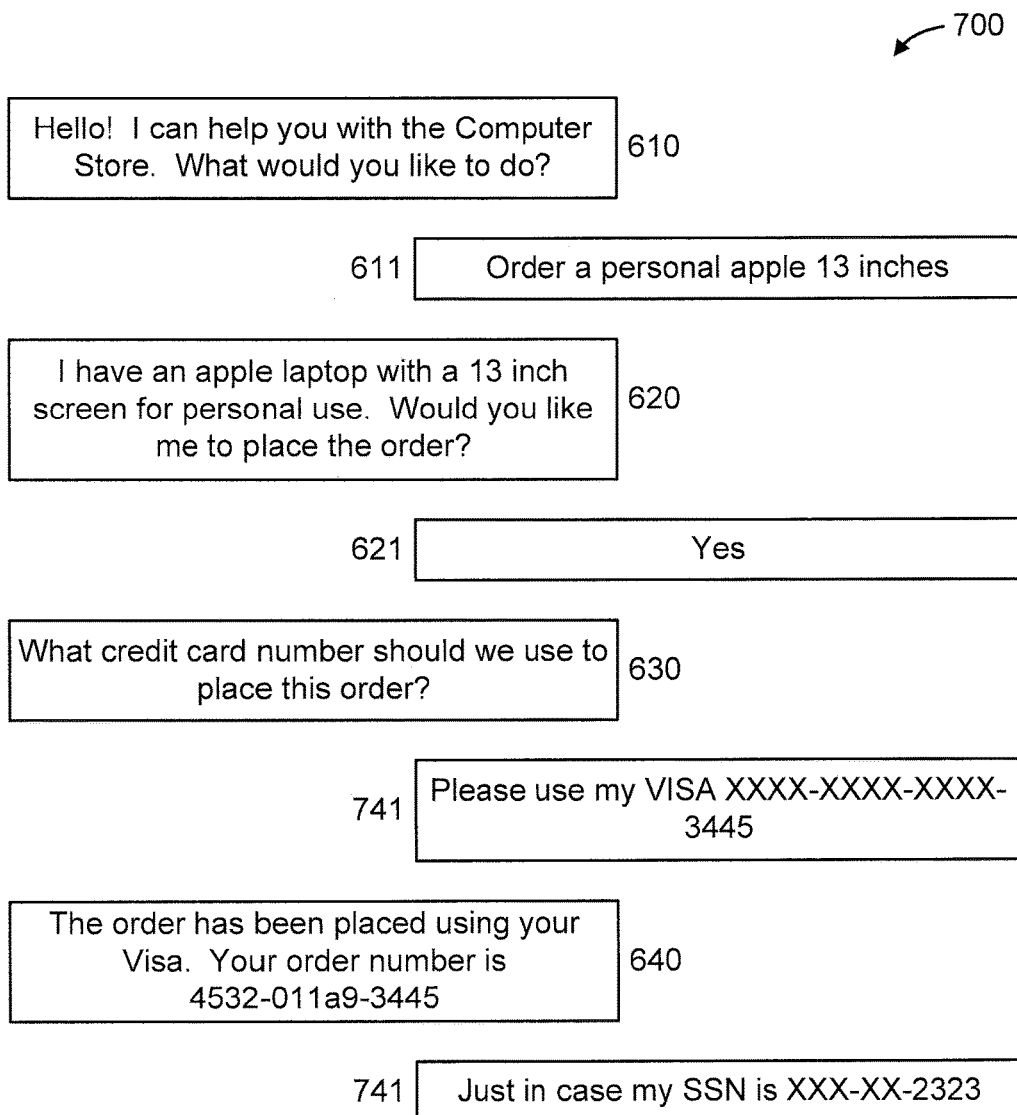 700
Hello! I can help you with the Computer
Store. What would you like to do?
610
611
Order a personal apple 13 inches
I have an apple laptop with a 13 inch
screen for personal use. Would you like
me to place the order?
620
621
Yes
What credit card number should we use to
place this order?
630
741
Please use my VISA XXXX-XXXX-XXXX-
3445
The order has been placed using your
Visa. Your order number is
4532-011a9-3445
640
741
Just in case my SSN is XXX-XX-2323